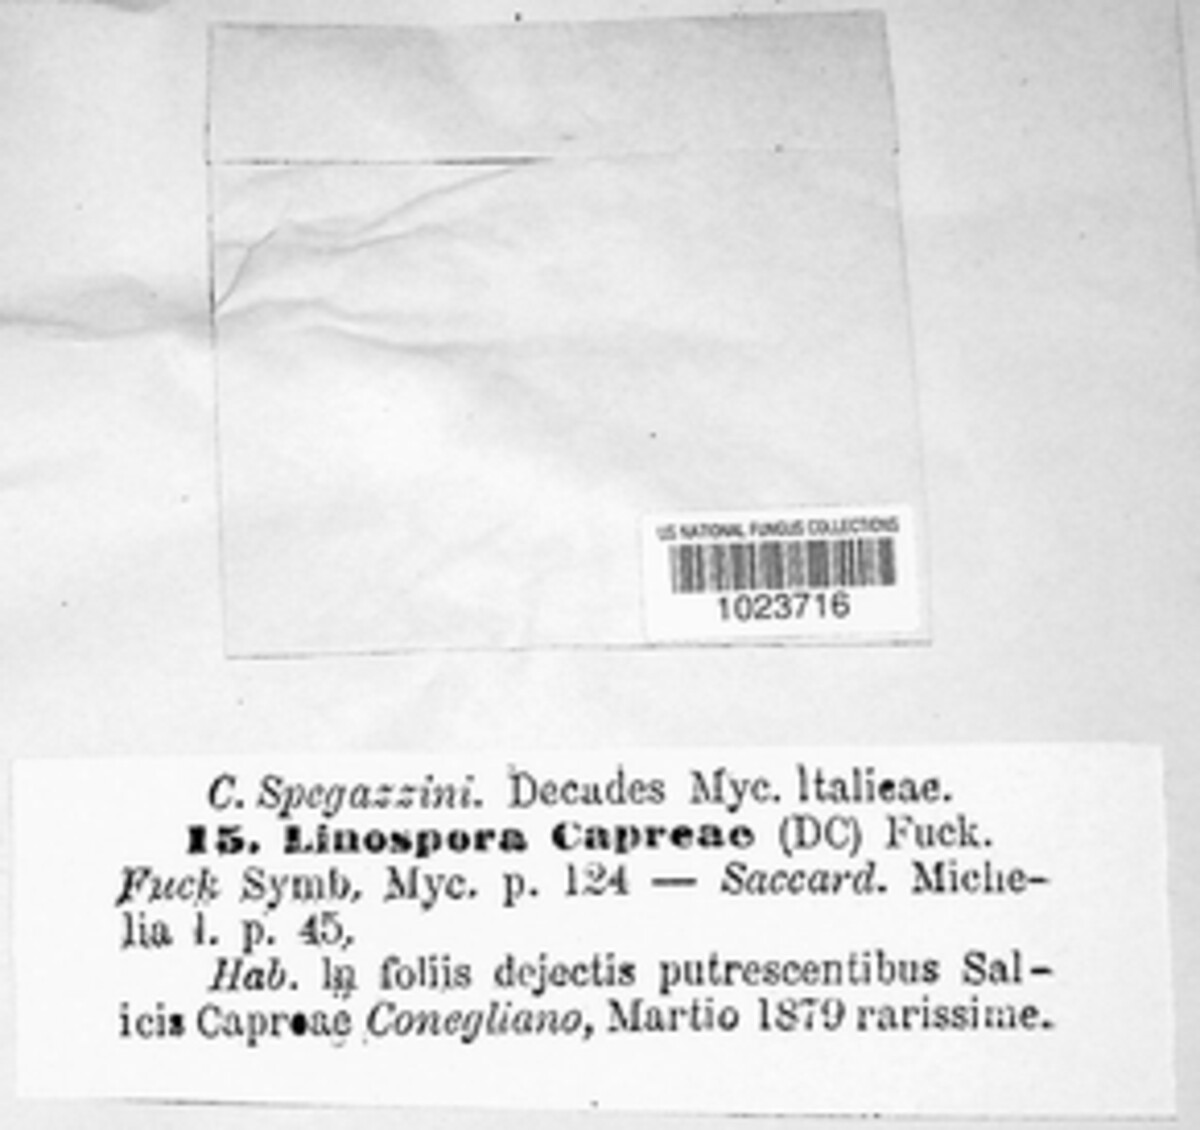 US NATIONAL FUNGUS COLLECTIONS
1023716
C. Spegazzini. Decades Myc. Italicae.
15. Linospora Capreae (DC) Fuck.
Fuck Symb. Myc. p. 124 — Saccard. Miche-
lia I. p. 45,
Hab. In foliis dejectis putrescentibus Sal-
icis Capreae Conegliano, Martio 1879 rarissime.